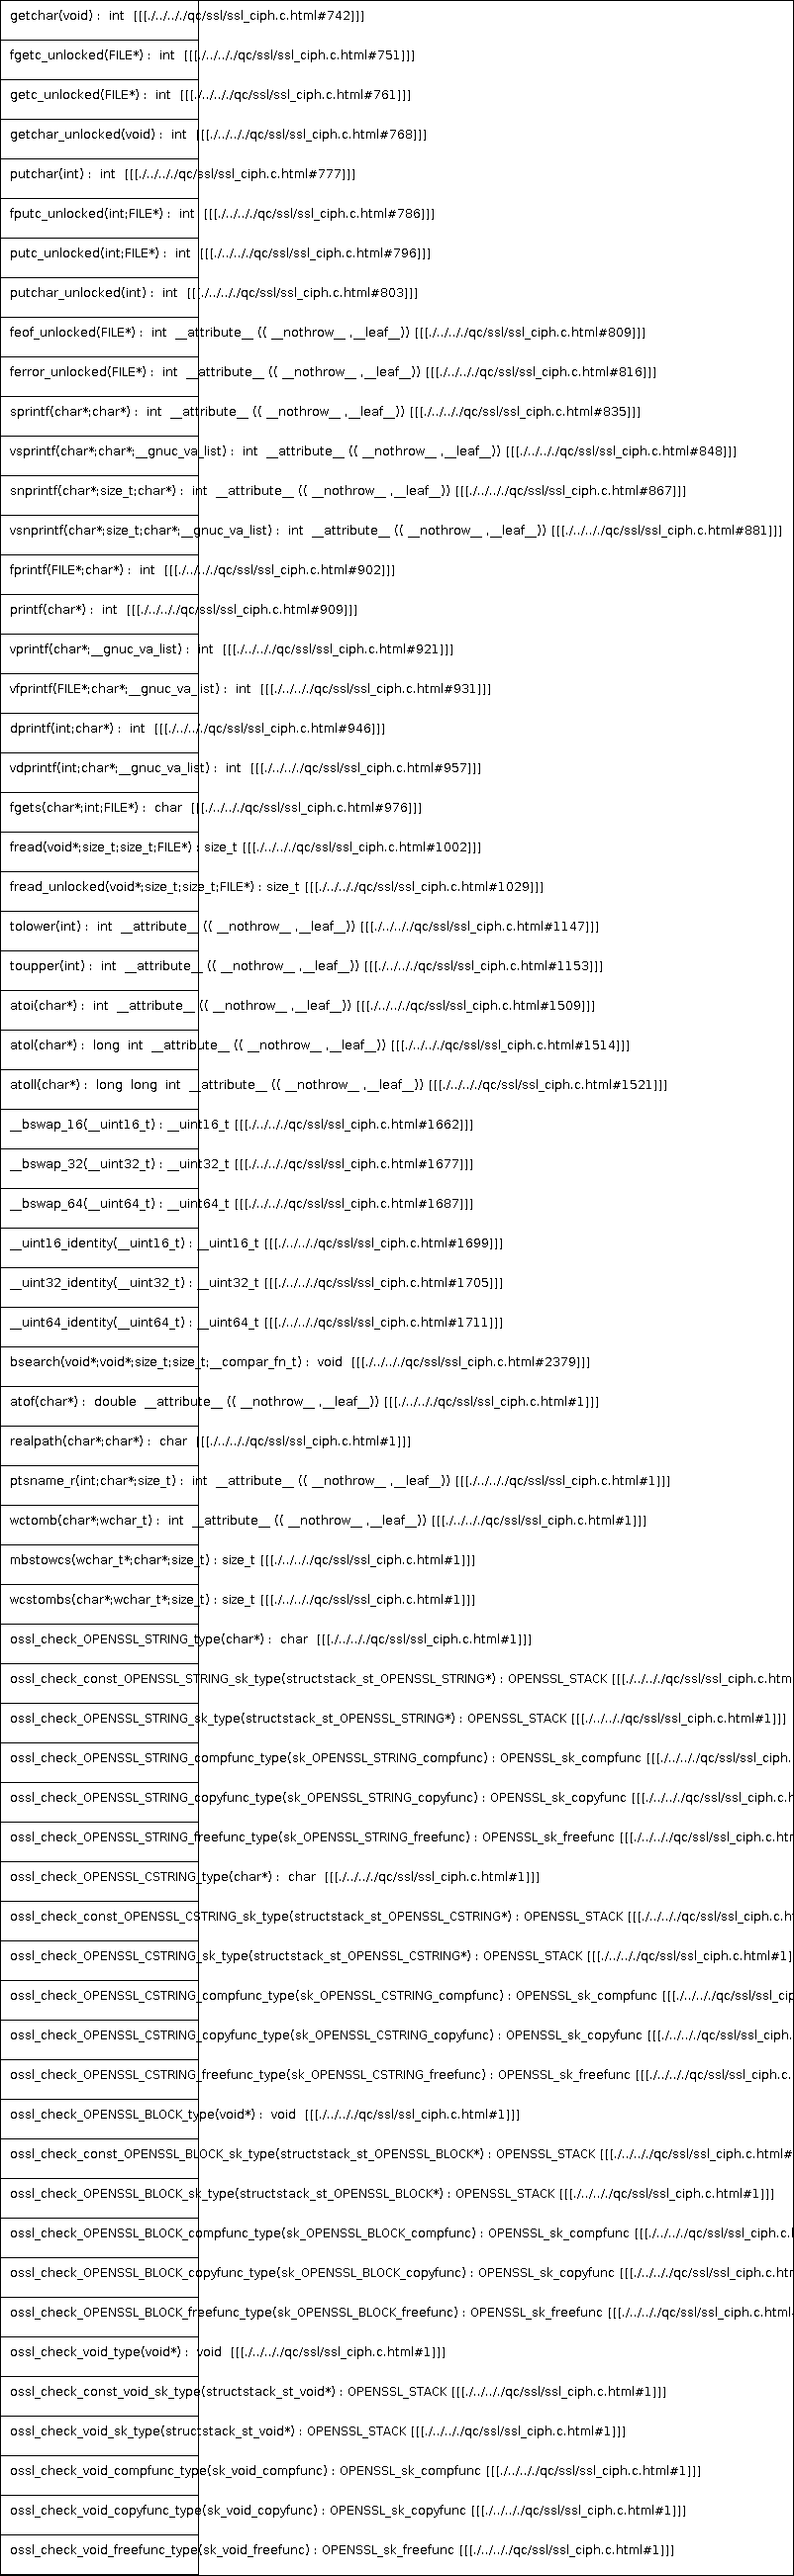 getchar(void) :  int  [[[./../././qc/ssl/ssl_ciph.c.html#742]]]
fgetc_unlocked(FILE*) :  int  [[[./../././qc/ssl/ssl_ciph.c.html#751]]]
getc_unlocked(FILE*) :  int  [[[./../././qc/ssl/ssl_ciph.c.html#761]]]
getchar_unlocked(void) :  int  [[[./../././qc/ssl/ssl_ciph.c.html#768]]]
putchar(int) :  int  [[[./../././qc/ssl/ssl_ciph.c.html#777]]]
fputc_unlocked(int;FILE*) :  int  [[[./../././qc/ssl/ssl_ciph.c.html#786]]]
putc_unlocked(int;FILE*) :  int  [[[./../././qc/ssl/ssl_ciph.c.html#796]]]
putchar_unlocked(int) :  int  [[[./../././qc/ssl/ssl_ciph.c.html#803]]]
feof_unlocked(FILE*) :  int  __attribute__ (( __nothrow__ ,__leaf__)) [[[./../././qc/ssl/ssl_ciph.c.html#809]]]
ferror_unlocked(FILE*) :  int  __attribute__ (( __nothrow__ ,__leaf__)) [[[./../././qc/ssl/ssl_ciph.c.html#816]]]
sprintf(char*;char*) :  int  __attribute__ (( __nothrow__ ,__leaf__)) [[[./../././qc/ssl/ssl_ciph.c.html#835]]]
vsprintf(char*;char*;__gnuc_va_list) :  int  __attribute__ (( __nothrow__ ,__leaf__)) [[[./../././qc/ssl/ssl_ciph.c.html#848]]]
snprintf(char*;size_t;char*) :  int  __attribute__ (( __nothrow__ ,__leaf__)) [[[./../././qc/ssl/ssl_ciph.c.html#867]]]
vsnprintf(char*;size_t;char*;__gnuc_va_list) :  int  __attribute__ (( __nothrow__ ,__leaf__)) [[[./../././qc/ssl/ssl_ciph.c.html#881]]]
fprintf(FILE*;char*) :  int  [[[./../././qc/ssl/ssl_ciph.c.html#902]]]
printf(char*) :  int  [[[./../././qc/ssl/ssl_ciph.c.html#909]]]
vprintf(char*;__gnuc_va_list) :  int  [[[./../././qc/ssl/ssl_ciph.c.html#921]]]
vfprintf(FILE*;char*;__gnuc_va_list) :  int  [[[./../././qc/ssl/ssl_ciph.c.html#931]]]
dprintf(int;char*) :  int  [[[./../././qc/ssl/ssl_ciph.c.html#946]]]
vdprintf(int;char*;__gnuc_va_list) :  int  [[[./../././qc/ssl/ssl_ciph.c.html#957]]]
fgets(char*;int;FILE*) :  char  [[[./../././qc/ssl/ssl_ciph.c.html#976]]]
fread(void*;size_t;size_t;FILE*) : size_t [[[./../././qc/ssl/ssl_ciph.c.html#1002]]]
fread_unlocked(void*;size_t;size_t;FILE*) : size_t [[[./../././qc/ssl/ssl_ciph.c.html#1029]]]
tolower(int) :  int  __attribute__ (( __nothrow__ ,__leaf__)) [[[./../././qc/ssl/ssl_ciph.c.html#1147]]]
toupper(int) :  int  __attribute__ (( __nothrow__ ,__leaf__)) [[[./../././qc/ssl/ssl_ciph.c.html#1153]]]
atoi(char*) :  int  __attribute__ (( __nothrow__ ,__leaf__)) [[[./../././qc/ssl/ssl_ciph.c.html#1509]]]
atol(char*) :  long  int  __attribute__ (( __nothrow__ ,__leaf__)) [[[./../././qc/ssl/ssl_ciph.c.html#1514]]]
atoll(char*) :  long  long  int  __attribute__ (( __nothrow__ ,__leaf__)) [[[./../././qc/ssl/ssl_ciph.c.html#1521]]]
__bswap_16(__uint16_t) : __uint16_t [[[./../././qc/ssl/ssl_ciph.c.html#1662]]]
__bswap_32(__uint32_t) : __uint32_t [[[./../././qc/ssl/ssl_ciph.c.html#1677]]]
__bswap_64(__uint64_t) : __uint64_t [[[./../././qc/ssl/ssl_ciph.c.html#1687]]]
__uint16_identity(__uint16_t) : __uint16_t [[[./../././qc/ssl/ssl_ciph.c.html#1699]]]
__uint32_identity(__uint32_t) : __uint32_t [[[./../././qc/ssl/ssl_ciph.c.html#1705]]]
__uint64_identity(__uint64_t) : __uint64_t [[[./../././qc/ssl/ssl_ciph.c.html#1711]]]
bsearch(void*;void*;size_t;size_t;__compar_fn_t) :  void  [[[./../././qc/ssl/ssl_ciph.c.html#2379]]]
atof(char*) :  double  __attribute__ (( __nothrow__ ,__leaf__)) [[[./../././qc/ssl/ssl_ciph.c.html#1]]]
realpath(char*;char*) :  char  [[[./../././qc/ssl/ssl_ciph.c.html#1]]]
ptsname_r(int;char*;size_t) :  int  __attribute__ (( __nothrow__ ,__leaf__)) [[[./../././qc/ssl/ssl_ciph.c.html#1]]]
wctomb(char*;wchar_t) :  int  __attribute__ (( __nothrow__ ,__leaf__)) [[[./../././qc/ssl/ssl_ciph.c.html#1]]]
mbstowcs(wchar_t*;char*;size_t) : size_t [[[./../././qc/ssl/ssl_ciph.c.html#1]]]
wcstombs(char*;wchar_t*;size_t) : size_t [[[./../././qc/ssl/ssl_ciph.c.html#1]]]
ossl_check_OPENSSL_STRING_type(char*) :  char  [[[./../././qc/ssl/ssl_ciph.c.html#1]]]
ossl_check_const_OPENSSL_STRING_sk_type(structstack_st_OPENSSL_STRING*) : OPENSSL_STACK [[[./../././qc/ssl/ssl_ciph.c.htm
ossl_check_OPENSSL_STRING_sk_type(structstack_st_OPENSSL_STRING*) : OPENSSL_STACK [[[./../././qc/ssl/ssl_ciph.c.html#1]]]
ossl_check_OPENSSL_STRING_compfunc_type(sk_OPENSSL_STRING_compfunc) : OPENSSL_sk_compfunc [[[./../././qc/ssl/ssl_ciph.
ossl_check_OPENSSL_STRING_copyfunc_type(sk_OPENSSL_STRING_copyfunc) : OPENSSL_sk_copyfunc [[[./../././qc/ssl/ssl_ciph.c.h
ossl_check_OPENSSL_STRING_freefunc_type(sk_OPENSSL_STRING_freefunc) : OPENSSL_sk_freefunc [[[./../././qc/ssl/ssl_ciph.c.htm
ossl_check_OPENSSL_CSTRING_type(char*) :  char  [[[./../././qc/ssl/ssl_ciph.c.html#1]]]
ossl_check_const_OPENSSL_CSTRING_sk_type(structstack_st_OPENSSL_CSTRING*) : OPENSSL_STACK [[[./../././qc/ssl/ssl_ciph.c.ht
ossl_check_OPENSSL_CSTRING_sk_type(structstack_st_OPENSSL_CSTRING*) : OPENSSL_STACK [[[./../././qc/ssl/ssl_ciph.c.html#1]
ossl_check_OPENSSL_CSTRING_compfunc_type(sk_OPENSSL_CSTRING_compfunc) : OPENSSL_sk_compfunc [[[./../././qc/ssl/ssl_cip
ossl_check_OPENSSL_CSTRING_copyfunc_type(sk_OPENSSL_CSTRING_copyfunc) : OPENSSL_sk_copyfunc [[[./../././qc/ssl/ssl_ciph.
ossl_check_OPENSSL_CSTRING_freefunc_type(sk_OPENSSL_CSTRING_freefunc) : OPENSSL_sk_freefunc [[[./../././qc/ssl/ssl_ciph.c.
ossl_check_OPENSSL_BLOCK_type(void*) :  void  [[[./../././qc/ssl/ssl_ciph.c.html#1]]]
ossl_check_const_OPENSSL_BLOCK_sk_type(structstack_st_OPENSSL_BLOCK*) : OPENSSL_STACK [[[./../././qc/ssl/ssl_ciph.c.html#
ossl_check_OPENSSL_BLOCK_sk_type(structstack_st_OPENSSL_BLOCK*) : OPENSSL_STACK [[[./../././qc/ssl/ssl_ciph.c.html#1]]]
ossl_check_OPENSSL_BLOCK_compfunc_type(sk_OPENSSL_BLOCK_compfunc) : OPENSSL_sk_compfunc [[[./../././qc/ssl/ssl_ciph.c.
ossl_check_OPENSSL_BLOCK_copyfunc_type(sk_OPENSSL_BLOCK_copyfunc) : OPENSSL_sk_copyfunc [[[./../././qc/ssl/ssl_ciph.c.htm
ossl_check_OPENSSL_BLOCK_freefunc_type(sk_OPENSSL_BLOCK_freefunc) : OPENSSL_sk_freefunc [[[./../././qc/ssl/ssl_ciph.c.html
ossl_check_void_type(void*) :  void  [[[./../././qc/ssl/ssl_ciph.c.html#1]]]
ossl_check_const_void_sk_type(structstack_st_void*) : OPENSSL_STACK [[[./../././qc/ssl/ssl_ciph.c.html#1]]]
ossl_check_void_sk_type(structstack_st_void*) : OPENSSL_STACK [[[./../././qc/ssl/ssl_ciph.c.html#1]]]
ossl_check_void_compfunc_type(sk_void_compfunc) : OPENSSL_sk_compfunc [[[./../././qc/ssl/ssl_ciph.c.html#1]]]
ossl_check_void_copyfunc_type(sk_void_copyfunc) : OPENSSL_sk_copyfunc [[[./../././qc/ssl/ssl_ciph.c.html#1]]]
ossl_check_void_freefunc_type(sk_void_freefunc) : OPENSSL_sk_freefunc [[[./../././qc/ssl/ssl_ciph.c.html#1]]]